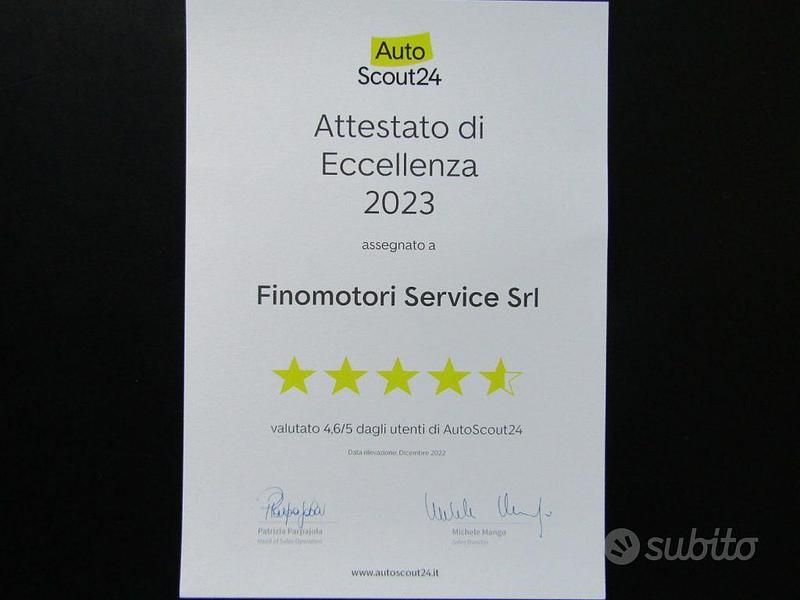 Auto
Scout24
Attestato di
Eccellenza
2023
assegnato a
Finomotori Service Srl
valutato 4,6/5 dagli utenti di AutoScout24
Data rilevazione: Dicembre 2022
Patrizia Parpajola
Michele Mango
Head of Sales Operation
Sales Director
www.autoscout24.it
subito